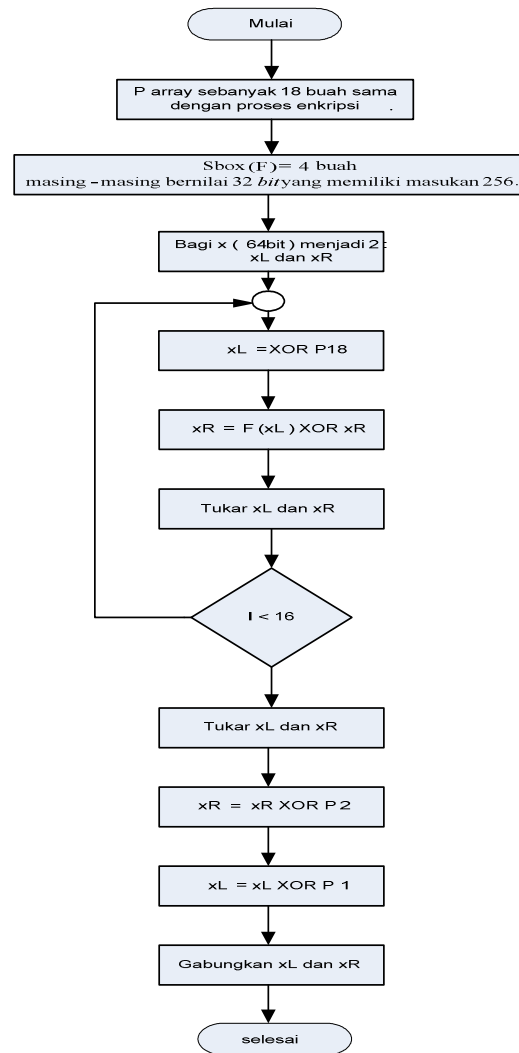 Mulai
P array sebanyak 18 buah sama
dengan proses enkripsi .
Sbox (F) = 4 buah
masing - masing bernilai 32 bit yang memiliki masukan 256.
Bagi x ( 64bit ) menjadi 2 :
xL dan xR
xL = XOR P18
xR = F (xL ) XOR xR
Tukar xL dan xR
I < 16
Tukar xL dan xR
xR = xR XOR P 2
xL = xL XOR P 1
Gabungkan xL dan xR
selesai